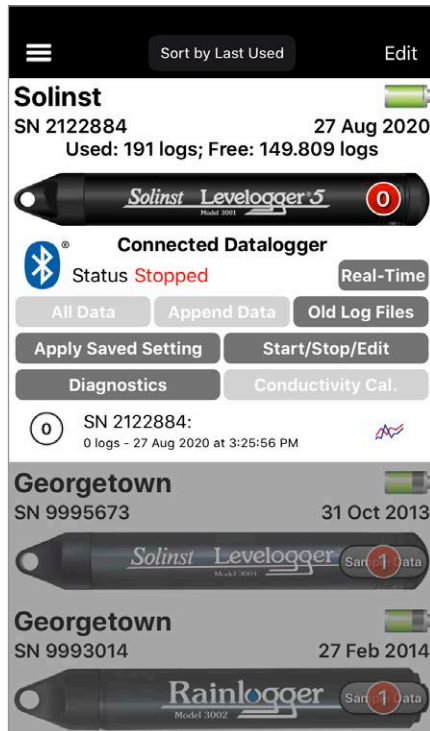 Sort by Last Used Edit
Solinst
SN 2122884 27 Aug 2020
Used: 191 logs; Free: 149.809 logs
Solinst Levelogger®5 0
Model 3001
® Connected Datalogger
Status Stopped Real-Time
All Data Append Data Old Log Files
Apply Saved Setting Start/Stop/Edit
Diagnostics Conductivity Cal.
0 SN 2122884:
0 logs - 27 Aug 2020 at 3:25:56 PM
Georgetown
SN 9995673 31 Oct 2013
Solinst Levelogger Sample Data 1
Model 3001
Georgetown
SN 9993014 27 Feb 2014
Rainlogger Sample Data 1
Model 3002